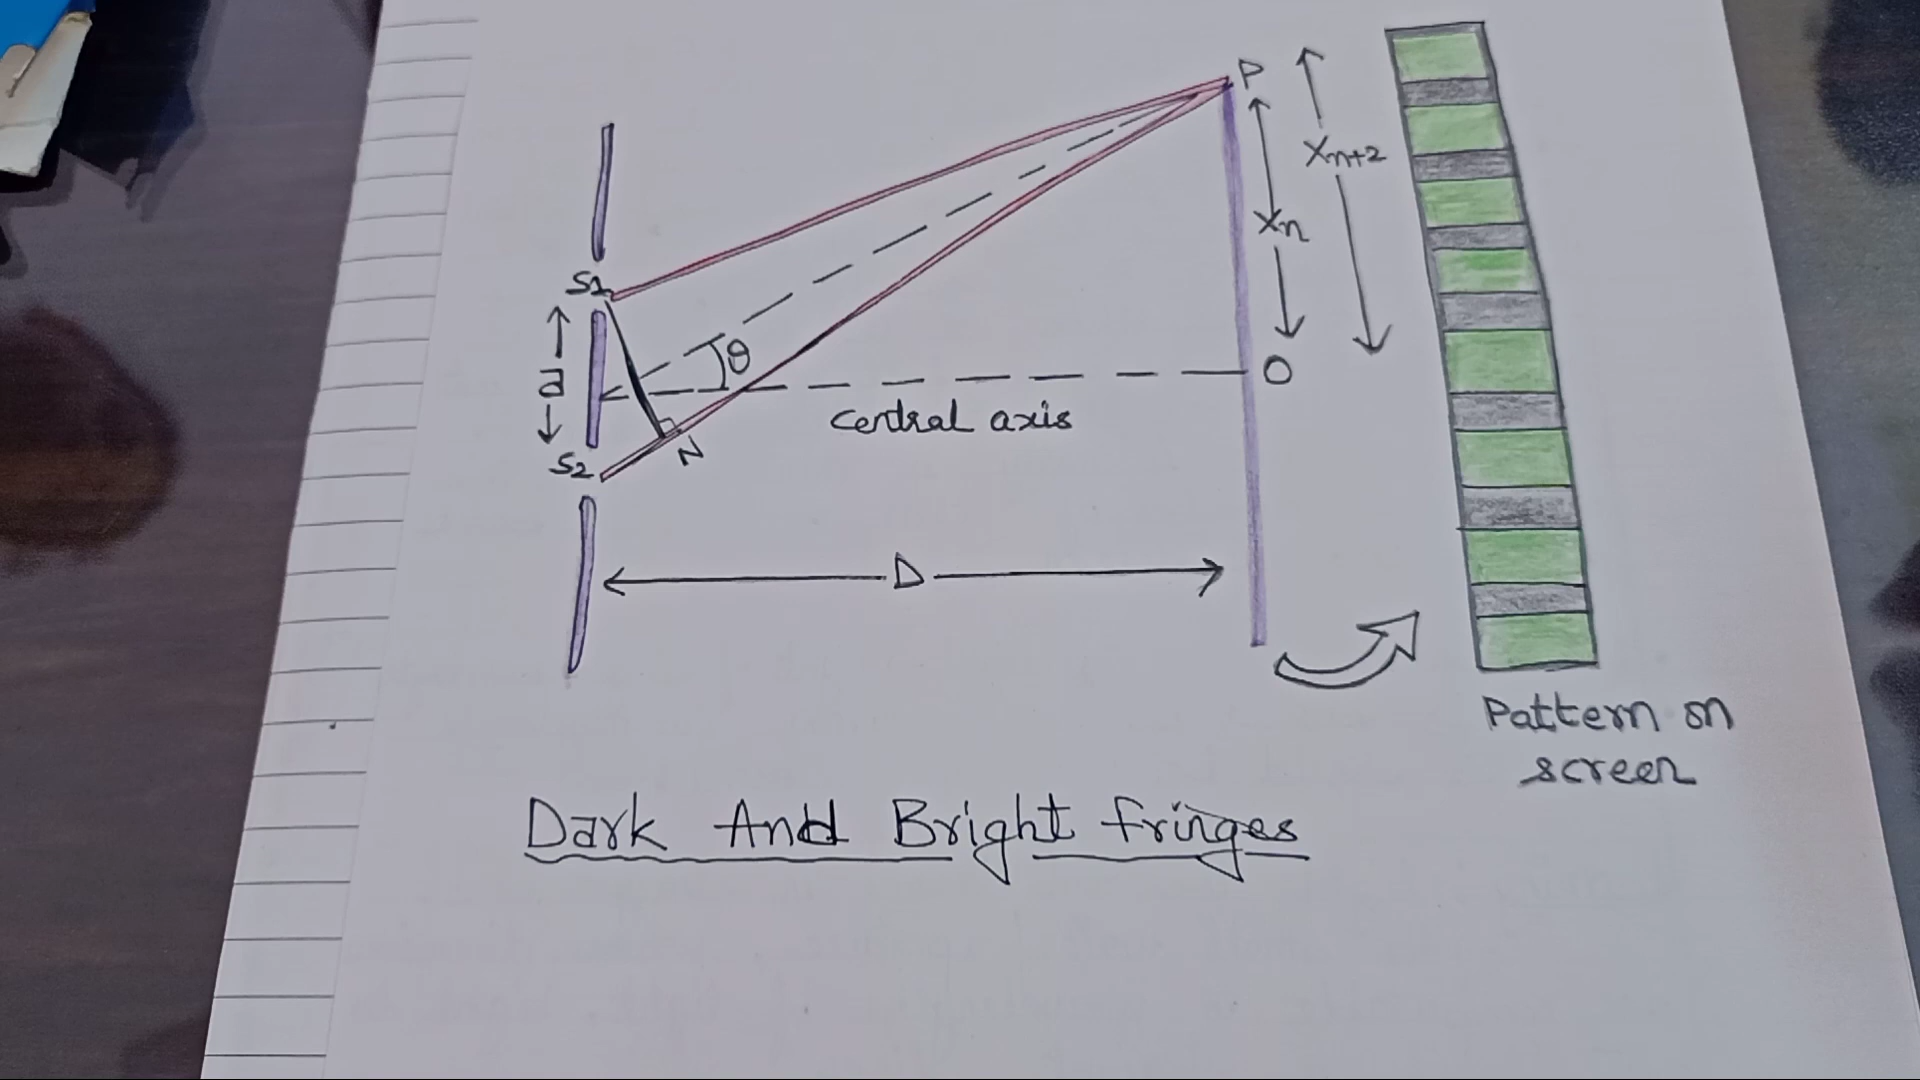 P
Xn+2
Xn
S1
θ
a
O
central axis
S2
N
D
Pattern on
screen
Dark And Bright fringes